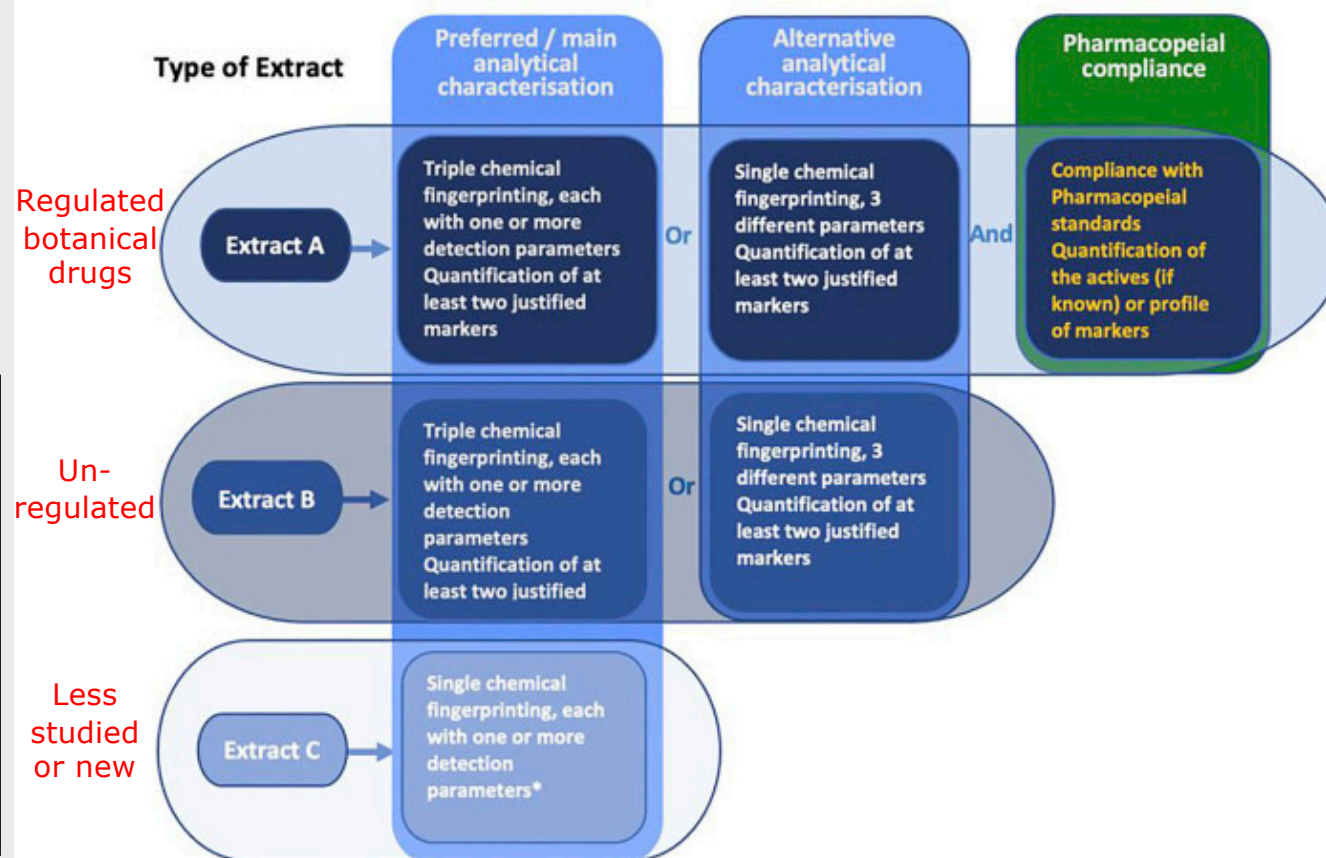 Type of Extract
Preferred / main
analytical
characterisation
Alternative
analytical
characterisation
Pharmacopeial
compliance
Regulated
botanical
drugs
Extract A
Triple chemical
fingerprinting, each
with one or more
detection parameters
Quantification of at
least two justified
markers
Or
Single chemical
fingerprinting, 3
different parameters
Quantification of at
least two justified
markers
And
Compliance with
Pharmacopeial
standards
Quantification of
the actives (if
known) or profile
of markers
Un-
regulated
Extract B
Triple chemical
fingerprinting, each
with one or more
detection
parameters
Quantification of at
least two justified
Or
Single chemical
fingerprinting, 3
different parameters
Quantification of at
least two justified
markers
Less
studied
or new
Extract C
Single chemical
fingerprinting, each
with one or more
detection
parameters*